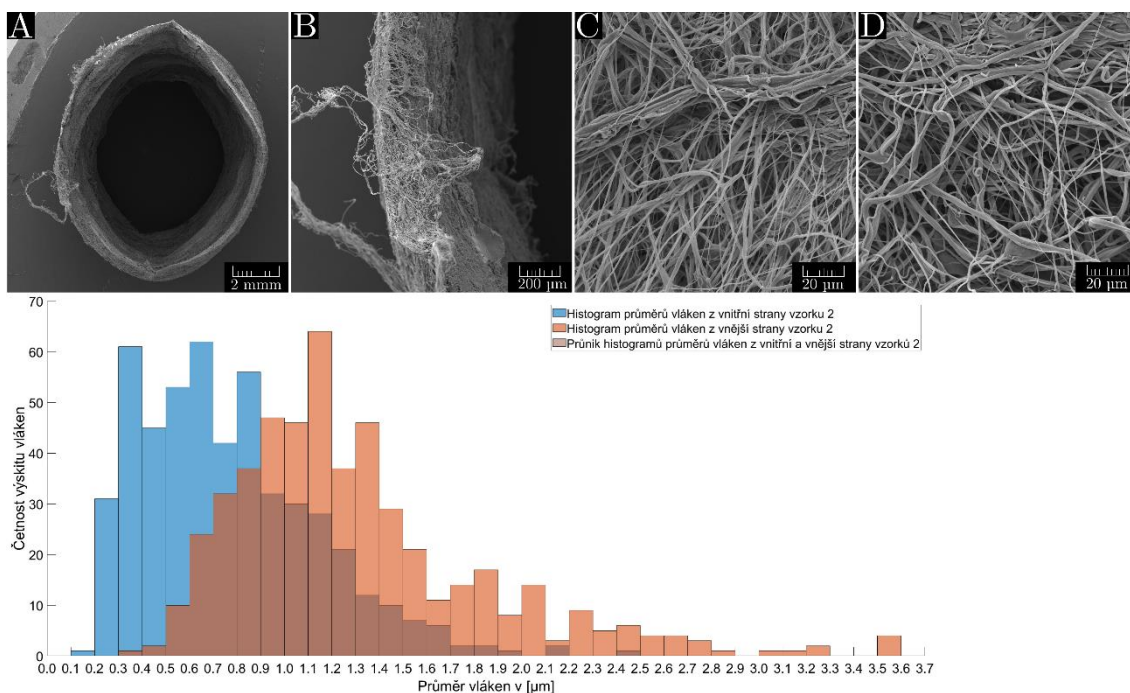 A
B
C
D
2 mmm
200 µm
20 µm
20 µm
Histogram průměrů vláken z vnitřní strany vzorku 2
Histogram průměrů vláken z vnější strany vzorku 2
Průnik histogramů průměrů vláken z vnitřní a vnější strany vzorků 2
Četnost výskitu vláken
70
60
50
40
30
20
10
0
0.0 0.1 0.2 0.3 0.4 0.5 0.6 0.7 0.8 0.9 1.0 1.1 1.2 1.3 1.4 1.5 1.6 1.7 1.8 1.9 2.0 2.1 2.2 2.3 2.4 2.5 2.6 2.7 2.8 2.9 3.0 3.1 3.2 3.3 3.4 3.5 3.6 3.7
Průměr vláken v [µm]